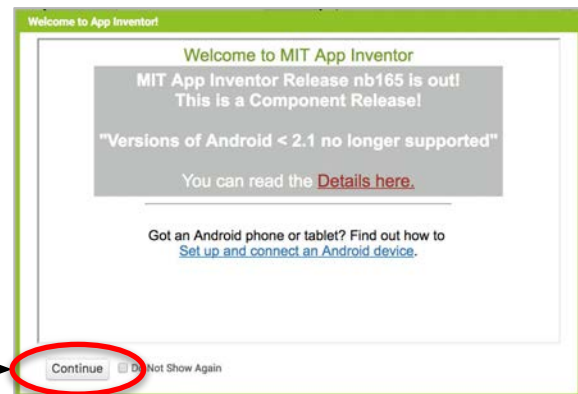 Welcome to App Inventor!
Welcome to MIT App Inventor
MIT App Inventor Release nb165 is out!
This is a Component Release!
"Versions of Android < 2.1 no longer supported"
You can read the Details here.
Got an Android phone or tablet? Find out how to
Set up and connect an Android device.
Continue Do Not Show Again